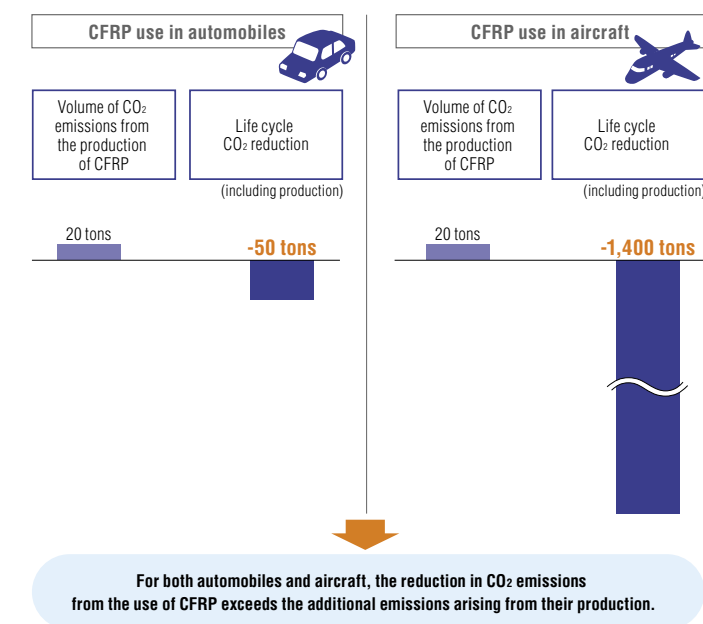 CFRP use in automobiles
Volume of CO₂
emissions from
the production
of CFRP
Life cycle
CO₂ reduction
(including production)
20 tons
-50 tons
CFRP use in aircraft
Volume of CO₂
emissions from
the production
of CFRP
Life cycle
CO₂ reduction
(including production)
20 tons
-1,400 tons
For both automobiles and aircraft, the reduction in CO₂ emissions
from the use of CFRP exceeds the additional emissions arising from their production.